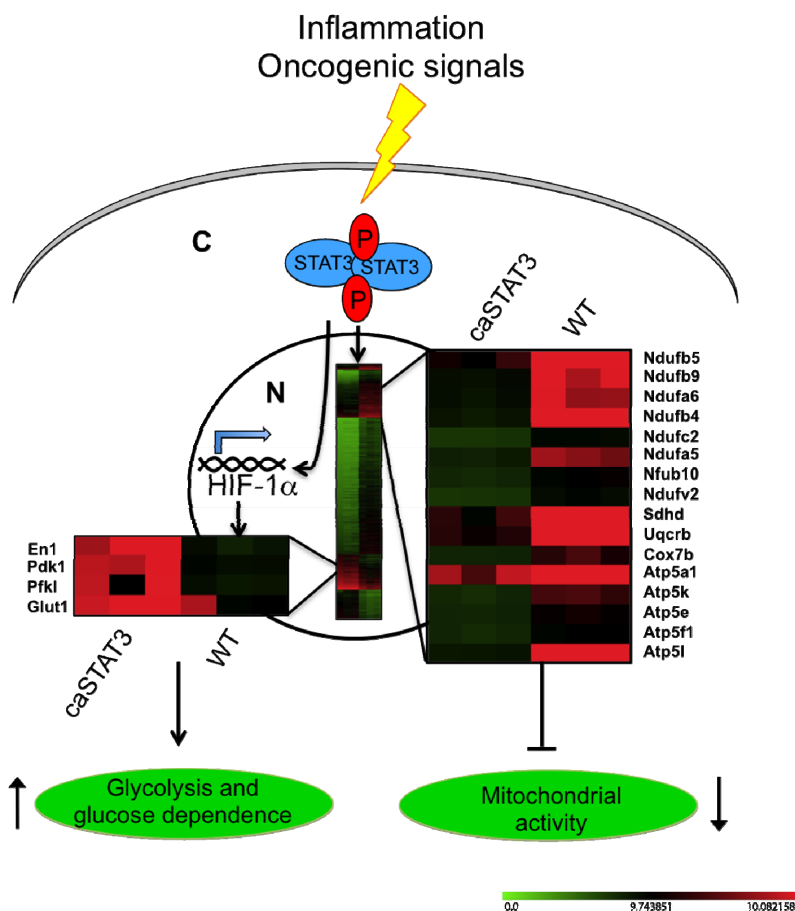 Inflammation
Oncogenic signals
C
P
STAT3
STAT3
P
caSTAT3
WT
N
HIF-1α
Ndufb5
Ndufb9
Ndufa6
Ndufb4
Ndufc2
Ndufa5
Nfub10
Ndufv2
Sdhd
Uqcrb
Cox7b
Atp5a1
Atp5k
Atp5e
Atp5f1
Atp5l
En1
Pdk1
Pfkl
Glut1
caSTAT3
WT
Glycolysis and
glucose dependence
Mitochondrial
activity
0.0
9.743851
10.082158